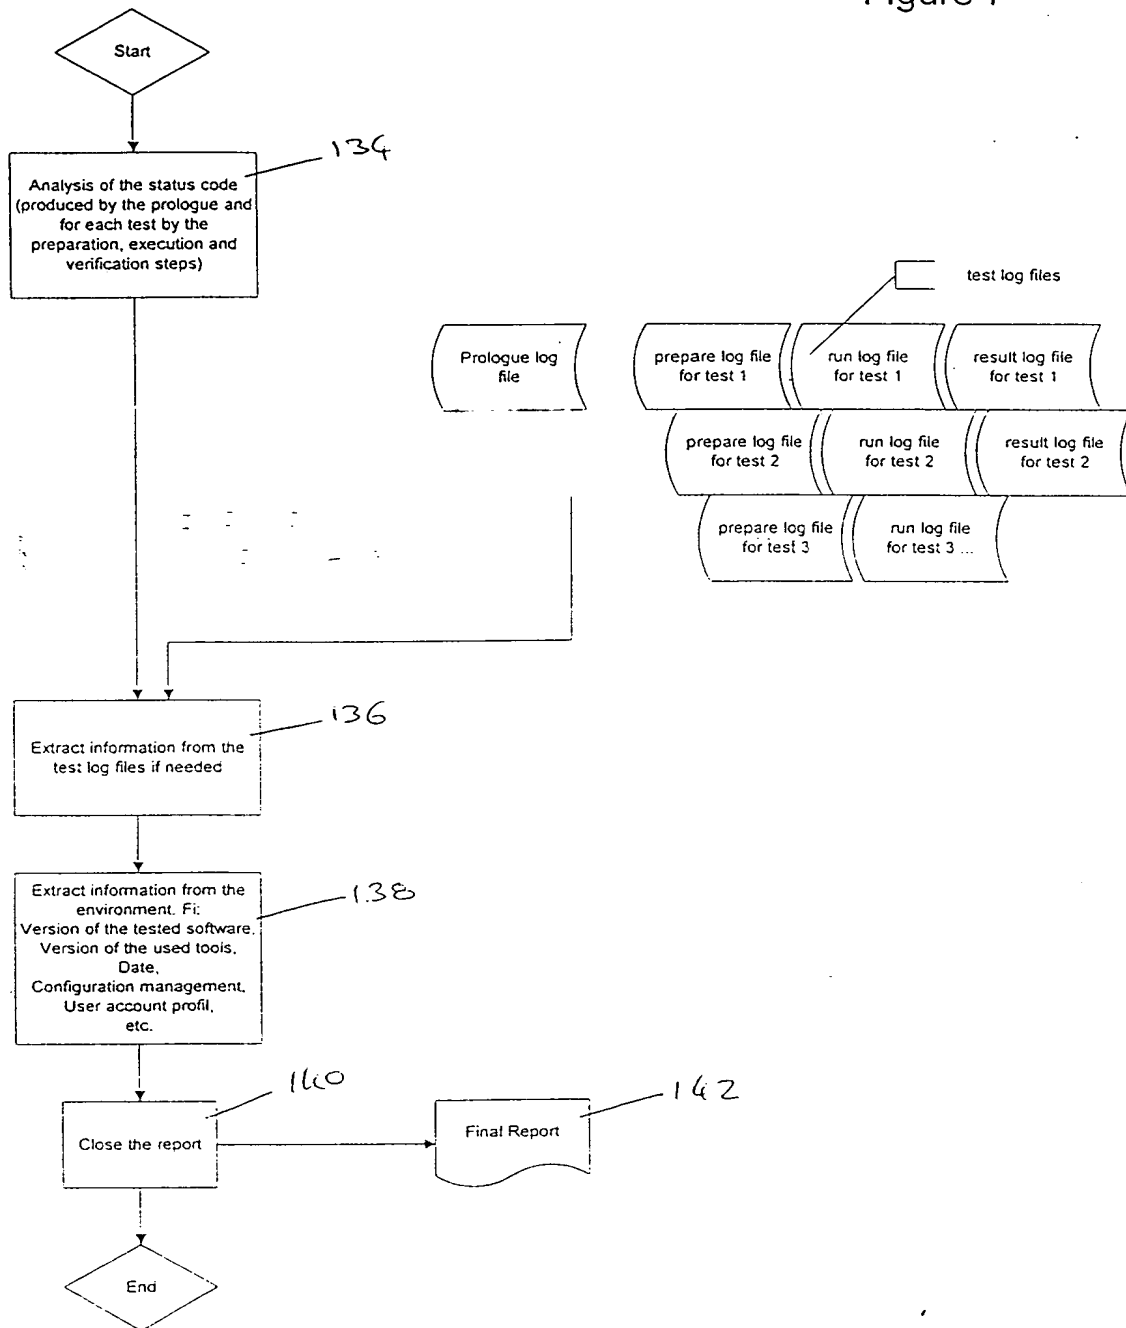 Start
134
Analysis of the status code
(produced by the prologue and
for each test by the
preparation, execution and
verification steps)
test log files
Prologue log
file
prepare log file
for test 1
run log file
for test 1
result log file
for test 1
prepare log file
for test 2
run log file
for test 2
result log file
for test 2
prepare log file
for test 3
run log file
for test 3 ...
136
Extract information from the
test log files if needed
138
Extract information from the
environment. Fi:
Version of the tested software,
Version of the used tools,
Date,
Configuration management,
User account profil,
etc.
140
Close the report
142
Final Report
End